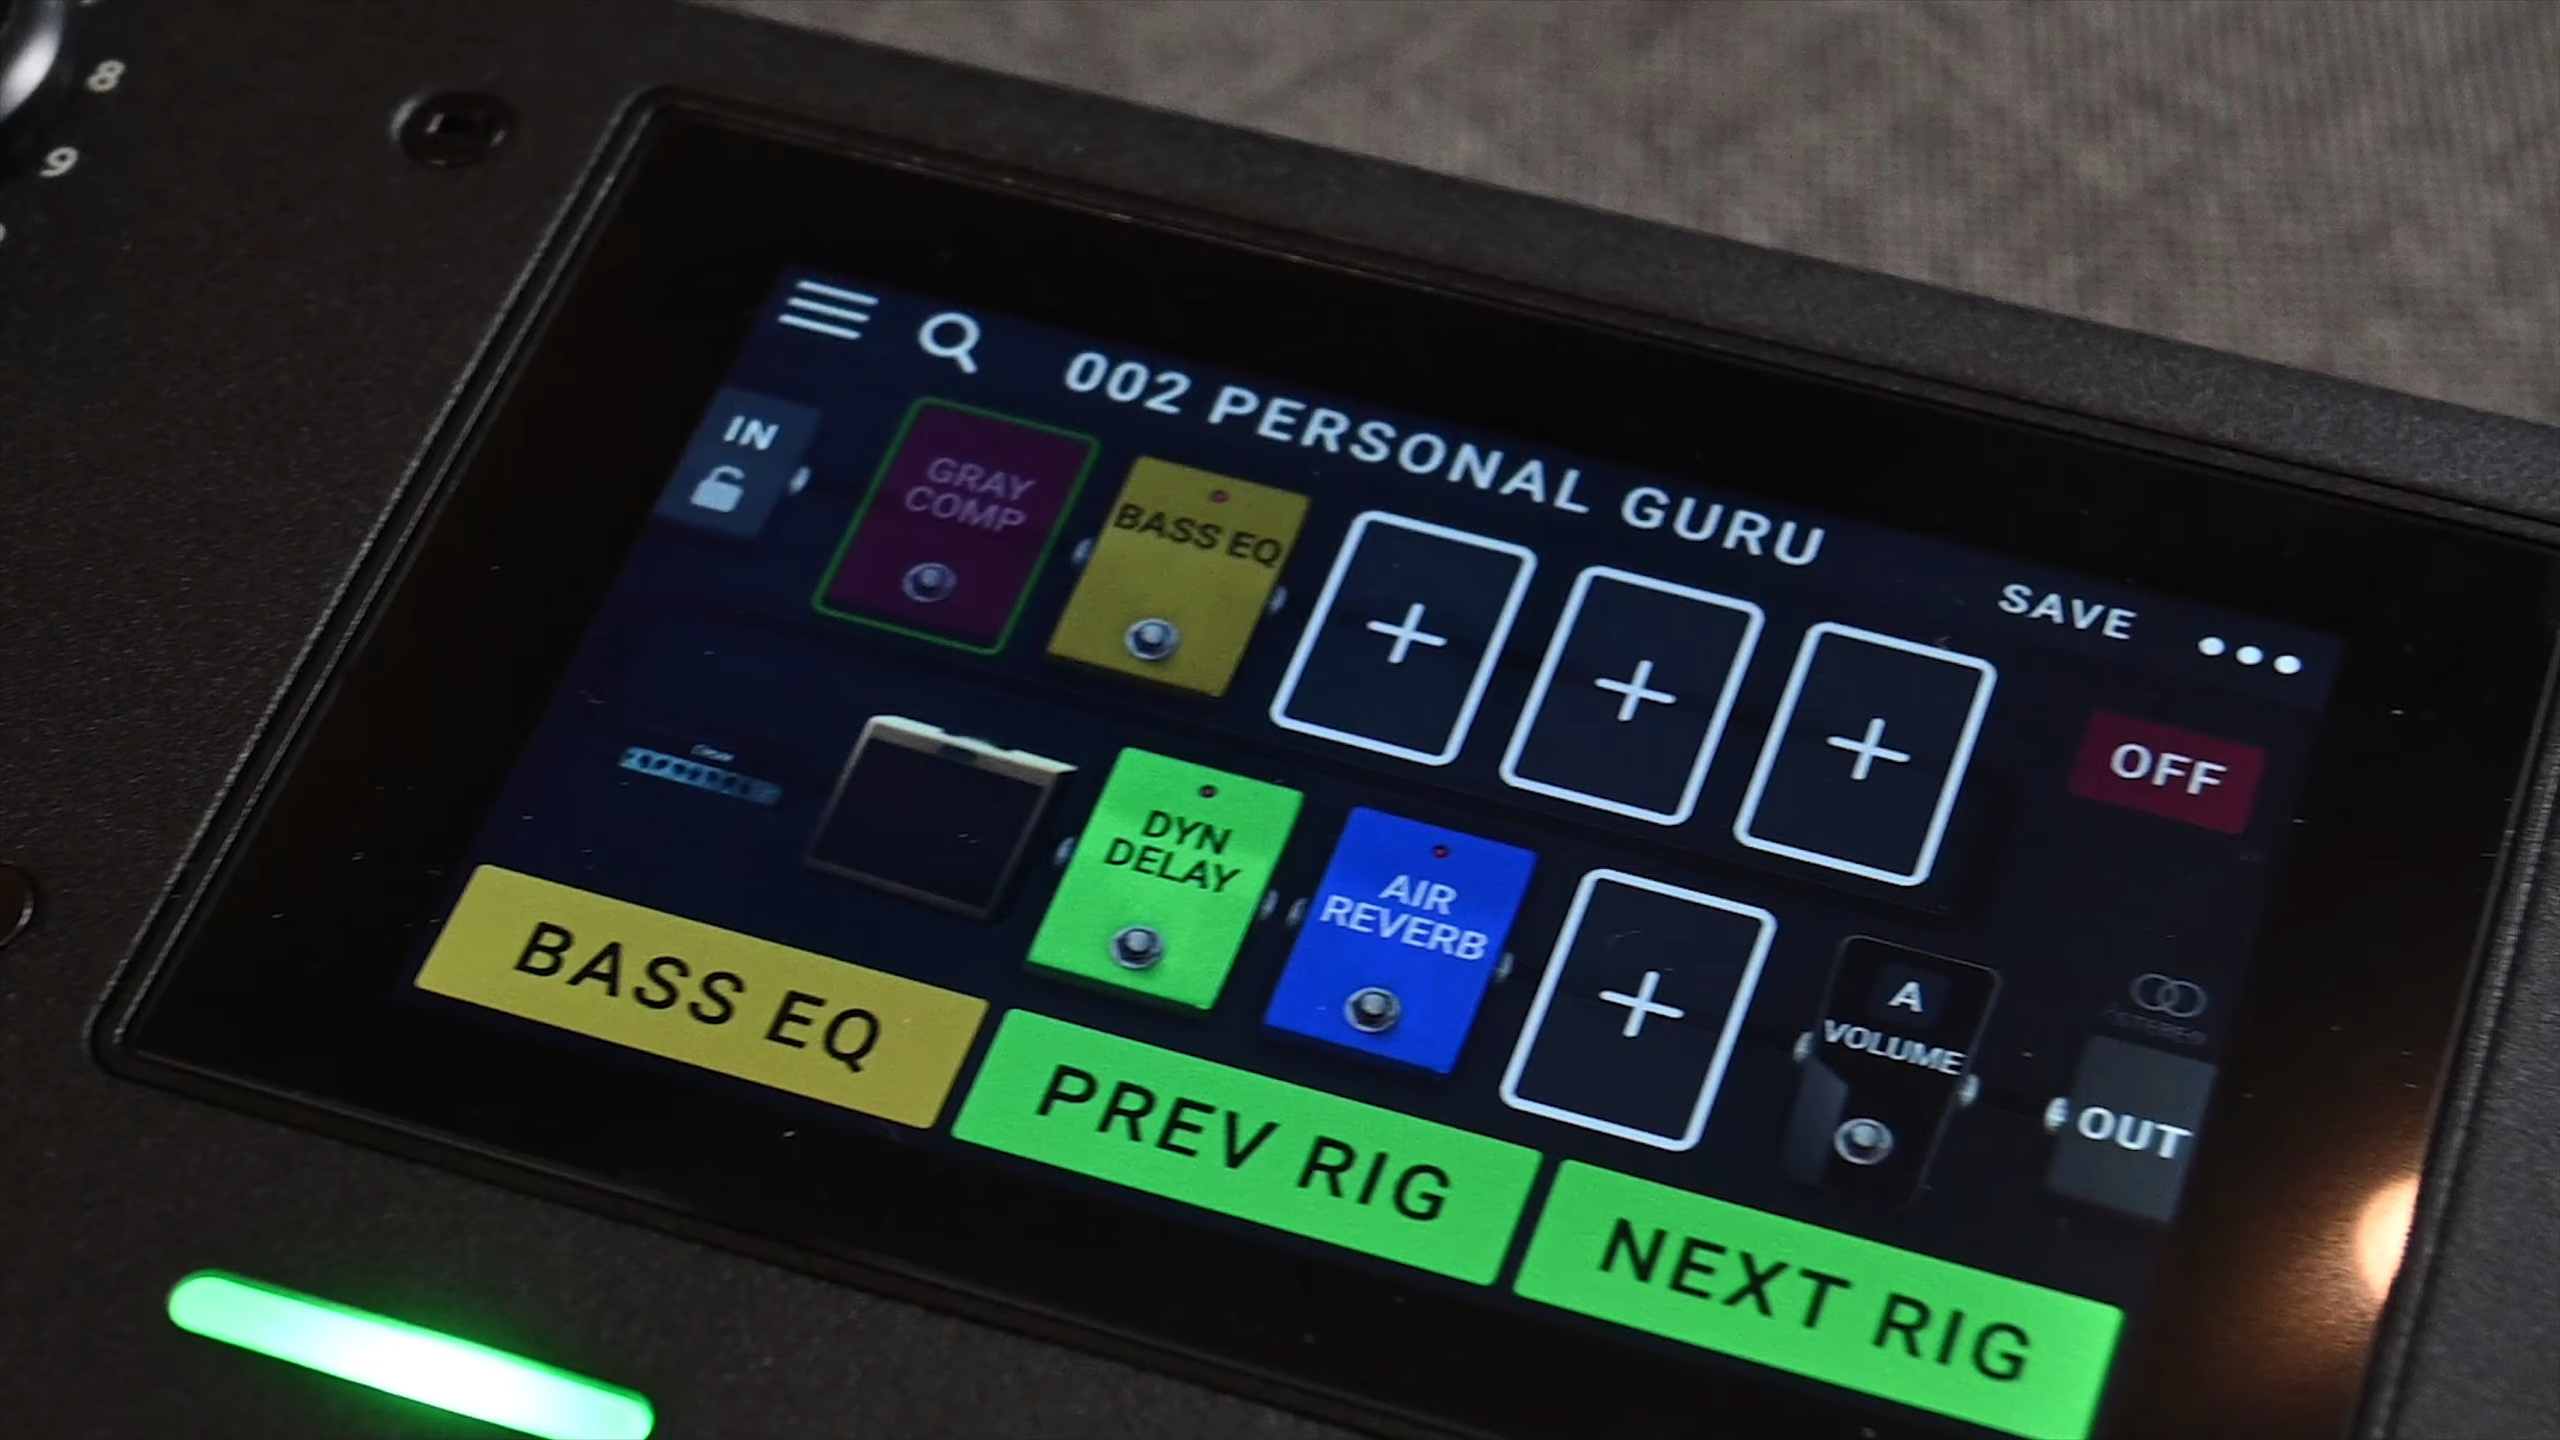 8
9
002 PERSONAL GURU
SAVE
IN
GRAY
COMP
BASS EQ
OFF
DYN
DELAY
AIR
REVERB
A
VOLUME
STEREO
OUT
BASS EQ
PREV RIG
NEXT RIG